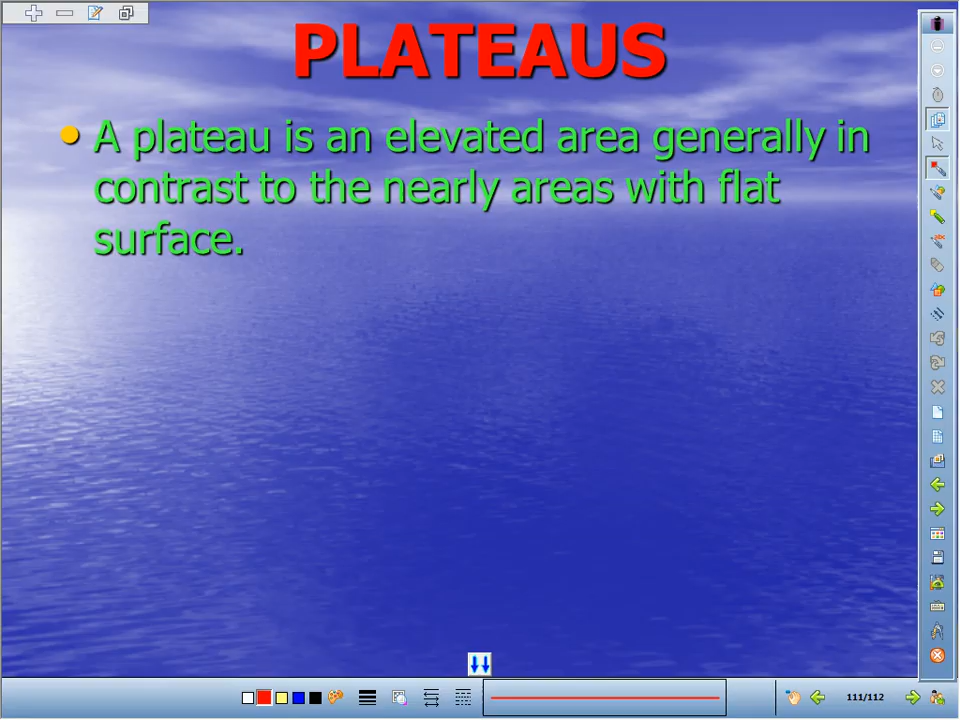 PLATEAUS
• A plateau is an elevated area generally in
contrast to the nearly areas with flat
surface.
111/112